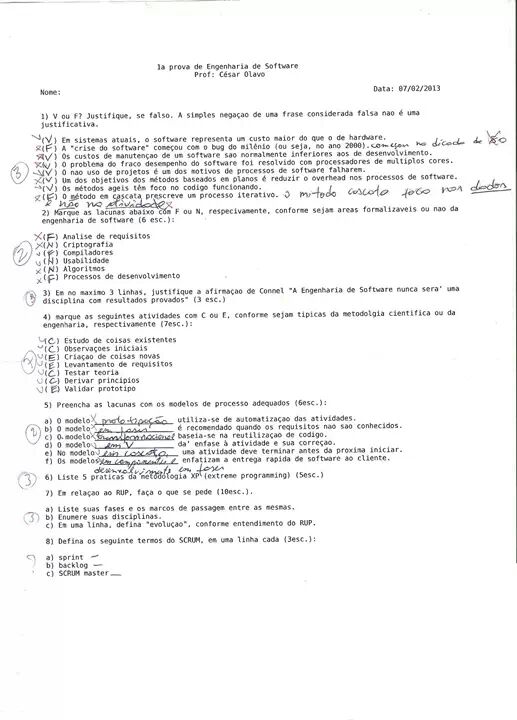 1a prova de Engenharia de Software
Prof: César Olavo
Nome:
Data: 07/02/2013
1) V ou F? Justifique, se falso. A simples negaçao de uma frase considerada falsa nao é uma
justificativa.
(V) Em sistemas atuais, o software representa um custo maior do que o de hardware.
(F) A "crise do software" começou com o bug do milênio (ou seja, no ano 2000). começou na década de
(V) Os custos de manutençao de um software sao normalmente inferiores aos de desenvolvimento.
(V) O problema do fraco desempenho do software foi resolvido com processadores de multiplos cores.
(V) O nao uso de projetos é um dos motivos de processos de software falharem.
(V) Um dos objetivos dos métodos baseados em planos é reduzir o overhead nos processos de software.
(V) Os métodos ágeis têm foco no codigo funcionando.
(F) O método em cascata prescreve um processo iterativo. O método cascata foca nos dados
e não na atividade
3
2) Marque as lacunas abaixo com F ou N, respecivamente, conforme sejam areas formalizaveis ou nao da
engenharia de software (6 esc.):
(F) Analise de requisitos
(N) Criptografia
(F) Compiladores
(N) Usabilidade
(N) Algoritmos
(F) Processos de desenvolvimento
2
3) Em no maximo 3 linhas, justifique a afirmaçao de Connel "A Engenharia de Software nunca sera' uma
disciplina com resultados provados" (3 esc.)
4) marque as seguintes atividades com C ou E, conforme sejam tipicas da metodolgia cientifica ou da
engenharia, respectivamente (7esc.):
(C) Estudo de coisas existentes
(C) Observaçoes iniciais
(E) Criaçao de coisas novas
(E) Levantamento de requisitos
(C) Testar teoria
(C) Derivar principios
(E) Validar prototipo
5) Preencha as lacunas com os modelos de processo adequados (6esc.):
a) O modelo prototipação utiliza-se de automatizaçao das atividades.
b) O modelo em fases é recomendado quando os requisitos nao sao conhecidos.
c) O modelo transformacional baseia-se na reutilizaçao de codigo.
d) O modelo em V da' ênfase à atividade e sua correçao.
e) No modelo em cascata, uma atividade deve terminar antes da proxima iniciar.
f) Os modelos em componentes e enfatizam a entrega rapida de software ao cliente.
desenvolvimento em fases
2
6) Liste 5 praticas da metodologia XP (extreme programming) (5esc.)
3
7) Em relaçao ao RUP, faça o que se pede (10esc.).
a) Liste suas fases e os marcos de passagem entre as mesmas.
b) Enumere suas disciplinas.
c) Em uma linha, defina "evoluçao", conforme entendimento do RUP.
3
8) Defina os seguinte termos do SCRUM, em uma linha cada (3esc.):
a) sprint
b) backlog
c) SCRUM master